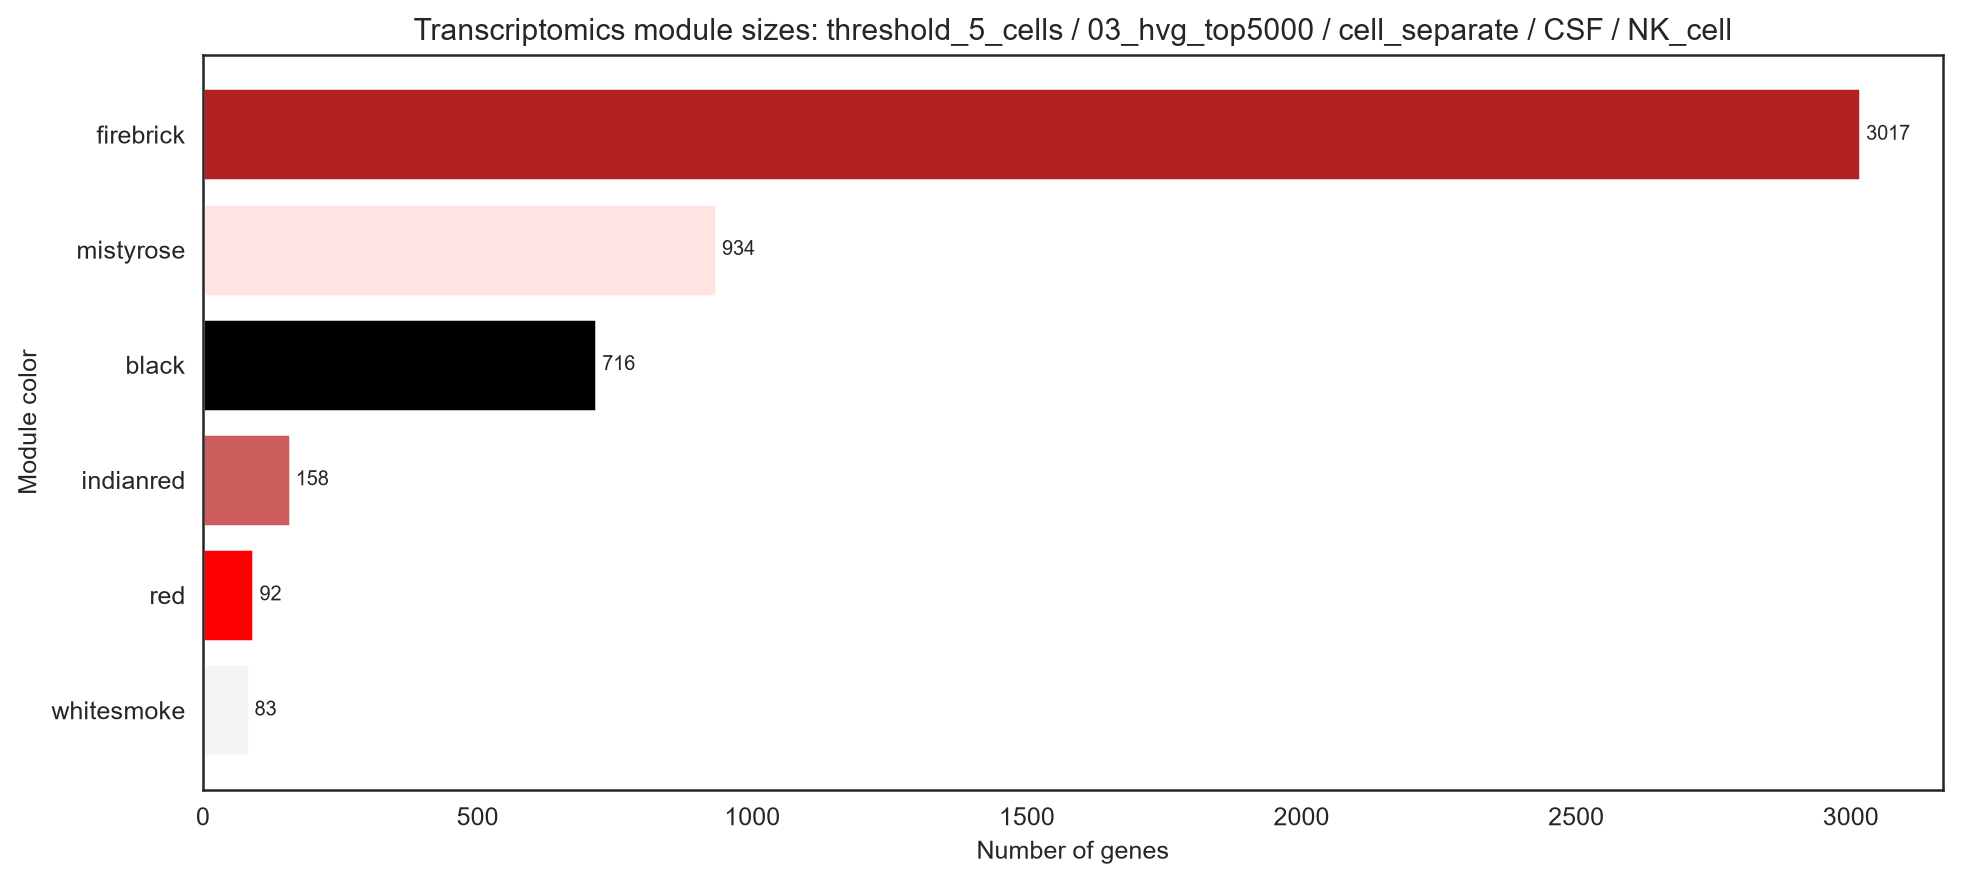 Transcriptomics module sizes: threshold_5_cells / 03_hvg_top5000 / cell_separate / CSF / NK_cell
Module color
firebrick
3017
mistyrose
934
black
716
indianred
158
red
92
whitesmoke
83
0 500 1000 1500 2000 2500 3000
Number of genes